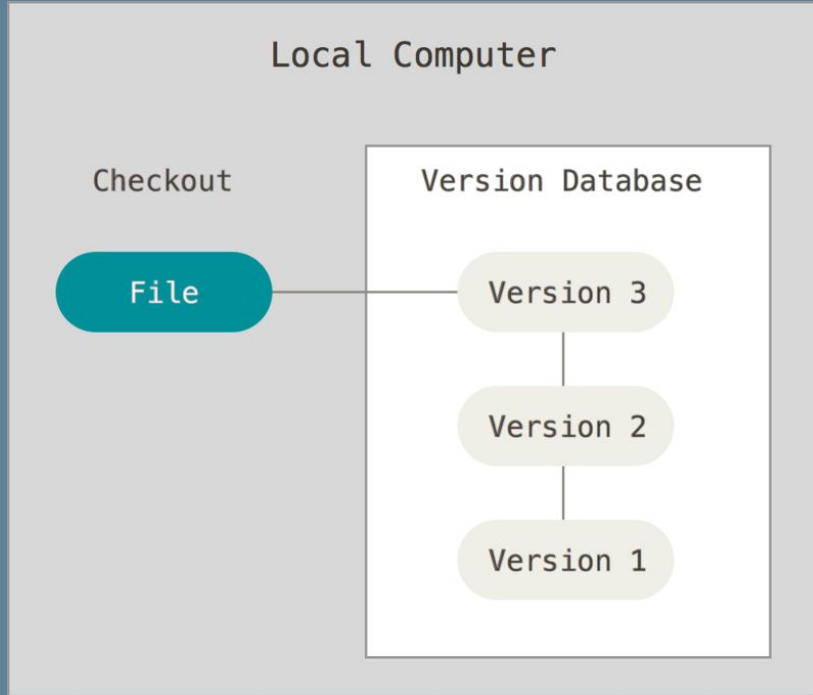 Local Computer
Checkout
Version Database
File
Version 3
Version 2
Version 1